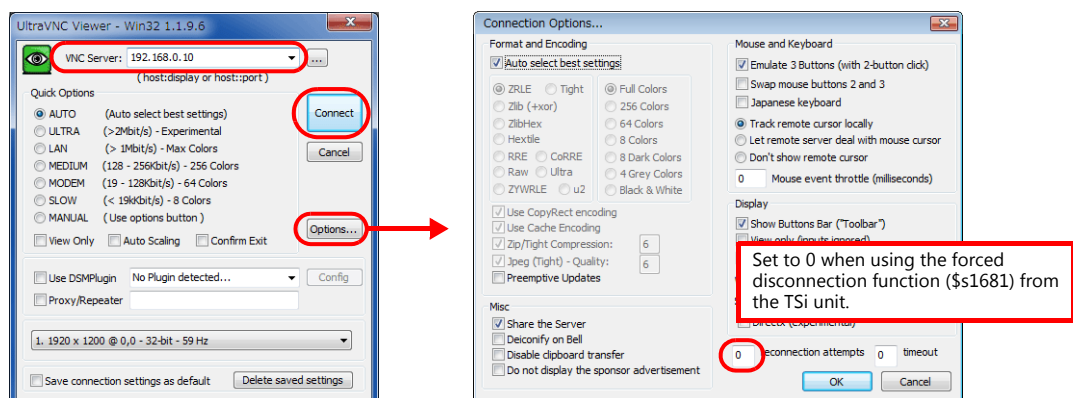 UltraVNC Viewer - Win32 1.1.9.6
VNC Server: 192.168.0.10 ...
( host:display or host::port )
Quick Options
AUTO (Auto select best settings)
ULTRA (>2Mbit/s) - Experimental
LAN (> 1Mbit/s) - Max Colors
MEDIUM (128 - 256Kbit/s) - 256 Colors
MODEM (19 - 128Kbit/s) - 64 Colors
SLOW (< 19kKbit/s) - 8 Colors
MANUAL (Use options button )
Connect
Cancel
Options...
View Only Auto Scaling Confirm Exit
Use DSMPlugin No Plugin detected... Config
Proxy/Repeater
1. 1920 x 1200 @ 0,0 - 32-bit - 59 Hz
Save connection settings as default Delete saved settings
Connection Options...
Format and Encoding
Auto select best settings
ZRLE Tight
Zlib (+xor)
ZlibHex
Hextile
RRE CoRRE
Raw Ultra
ZYWRLE u2
Full Colors
256 Colors
64 Colors
8 Colors
8 Dark Colors
4 Grey Colors
Black & White
Use CopyRect encoding
Use Cache Encoding
Zip/Tight Compression: 6
Jpeg (Tight) - Quality: 6
Preemptive Updates
Misc
Share the Server
Deiconify on Bell
Disable clipboard transfer
Do not display the sponsor advertisement
Mouse and Keyboard
Emulate 3 Buttons (with 2-button click)
Swap mouse buttons 2 and 3
Japanese keyboard
Track remote cursor locally
Let remote server deal with mouse cursor
Don't show remote cursor
0 Mouse event throttle (milliseconds)
Display
Show Buttons Bar ("Toolbar")
View only (inputs ignored)
Set to 0 when using the forced
disconnection function ($s1681) from
the TSi unit.
DirectX (experimental)
0 reconnection attempts 0 timeout
OK Cancel